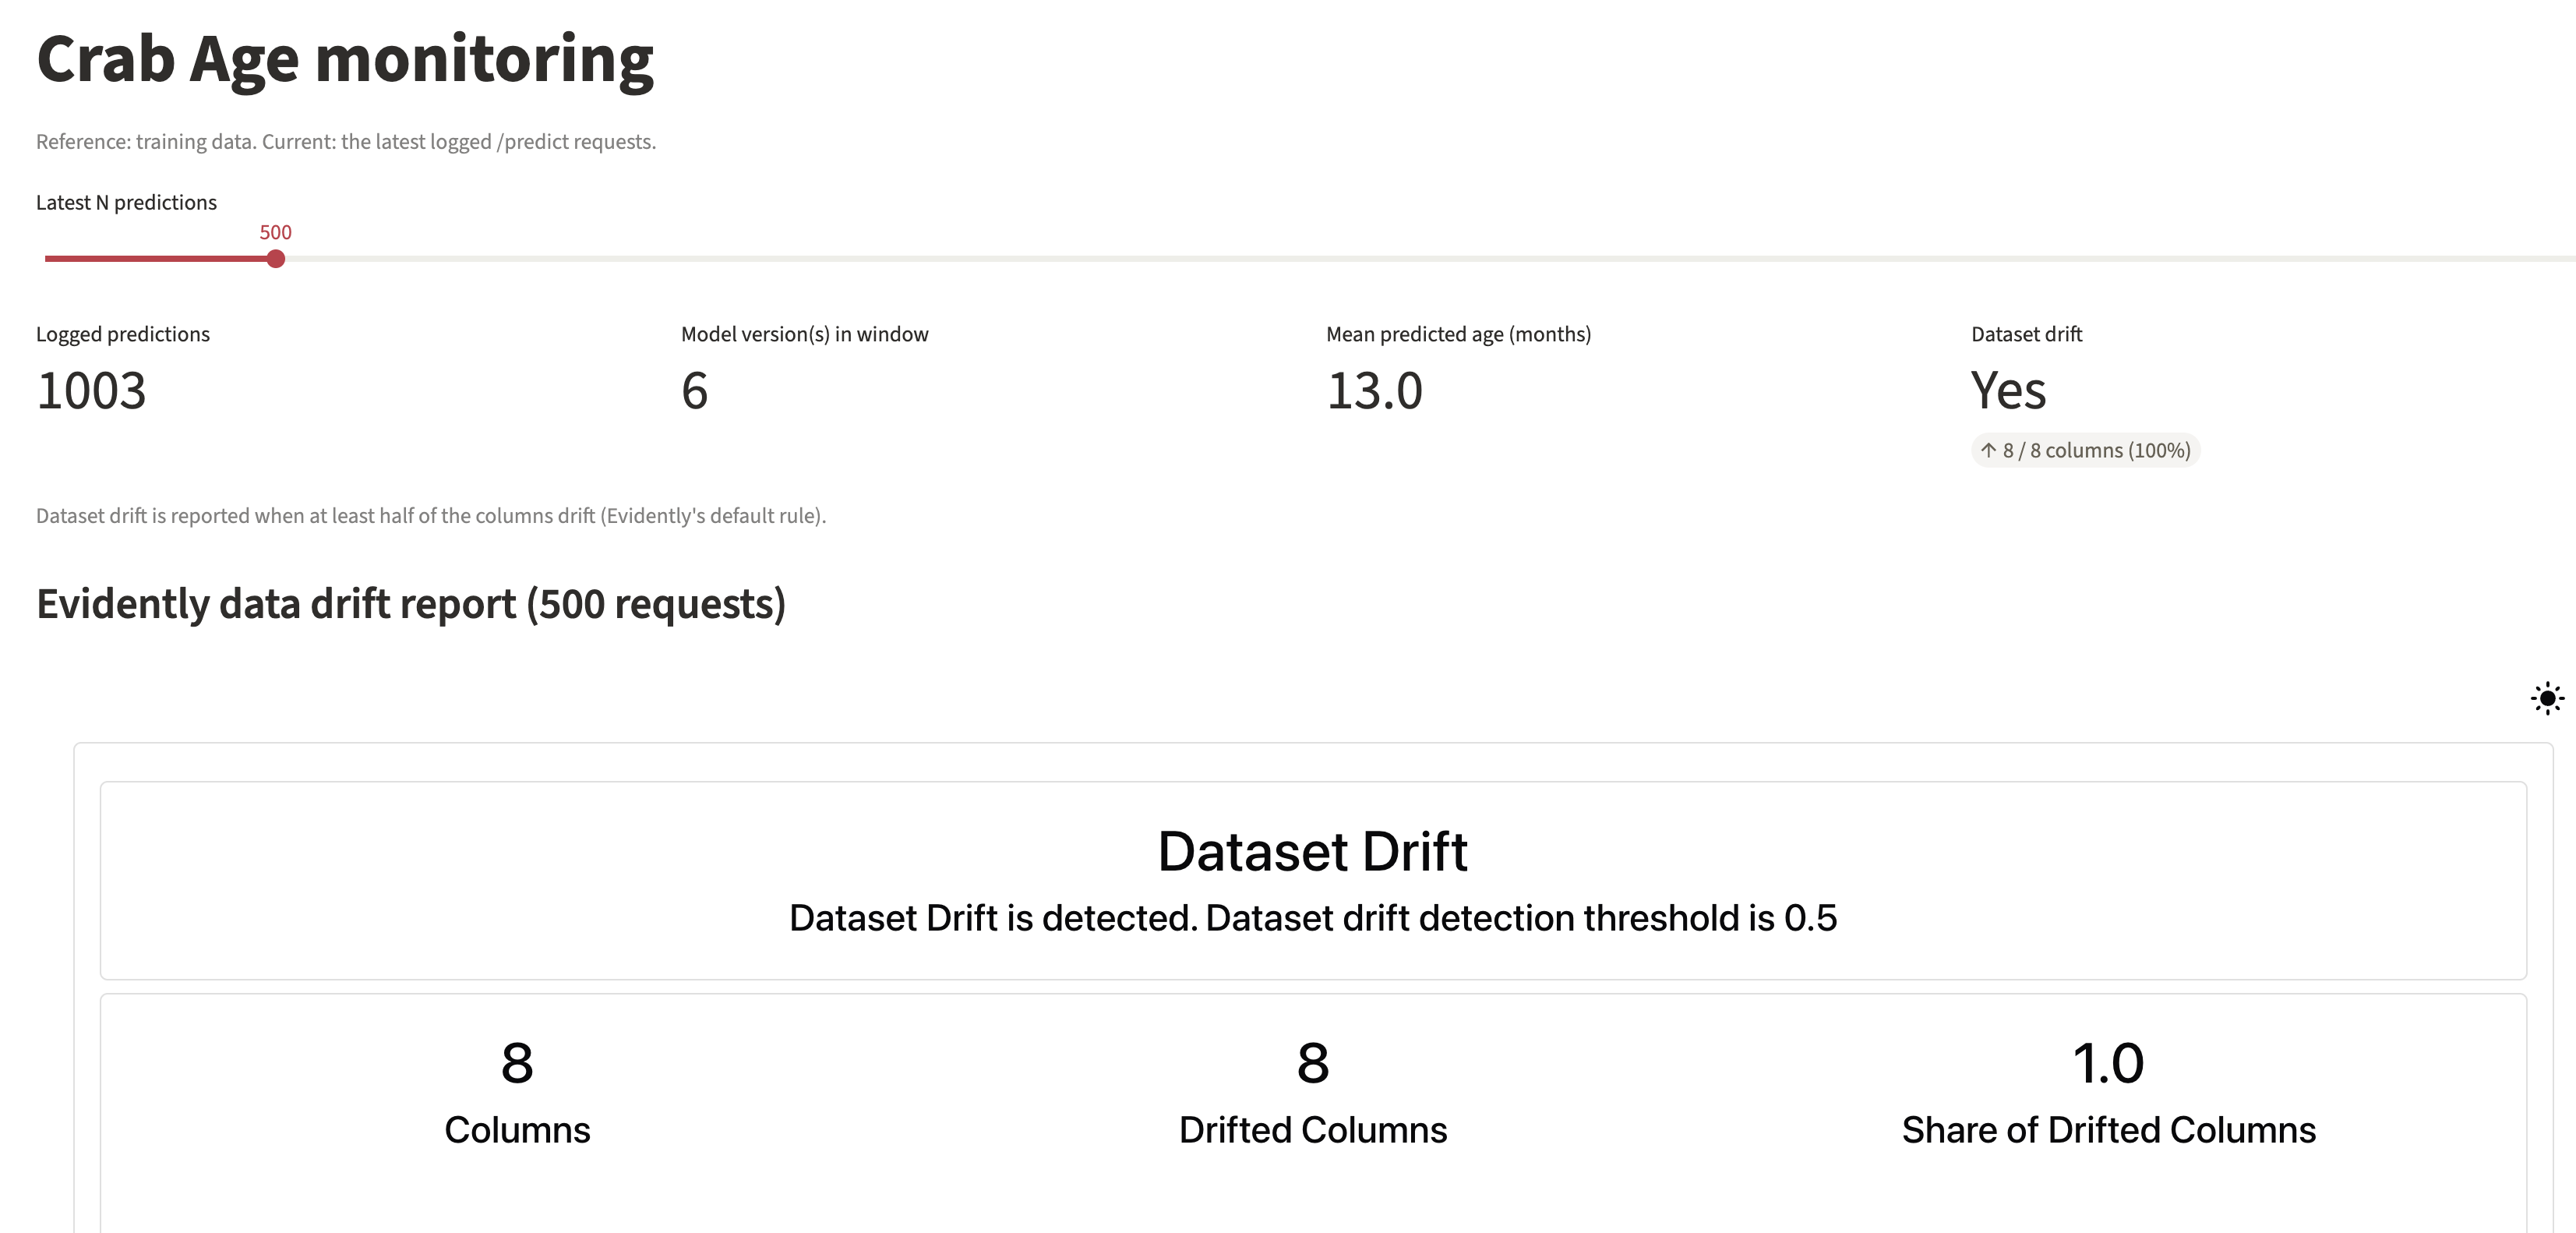 Crab Age monitoring
Reference: training data. Current: the latest logged /predict requests.
Latest N predictions
500
Logged predictions
Model version(s) in window
Mean predicted age (months)
Dataset drift
1003
6
13.0
Yes
↑ 8 / 8 columns (100%)
Dataset drift is reported when at least half of the columns drift (Evidently's default rule).
Evidently data drift report (500 requests)
Dataset Drift
Dataset Drift is detected. Dataset drift detection threshold is 0.5
8
8
1.0
Columns
Drifted Columns
Share of Drifted Columns